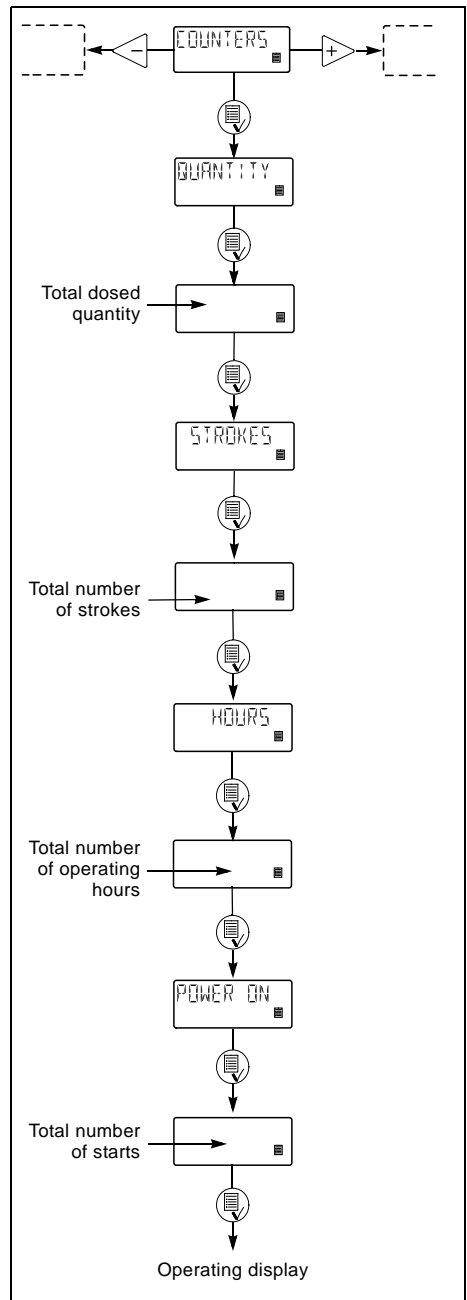 COUNTERS
−
+
QUANTITY
Total dosed
quantity
STROKES
Total number
of strokes
HOURS
Total number
of operating
hours
POWER ON
Total number
of starts
Operating display